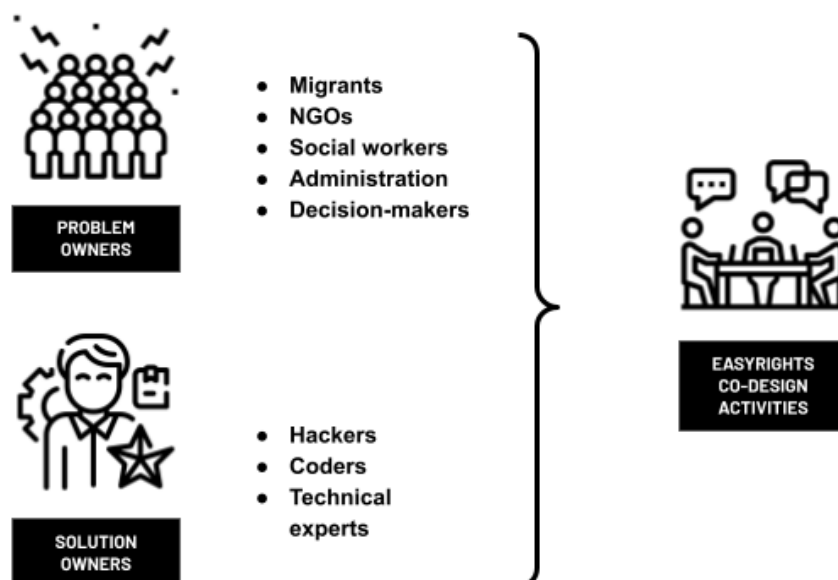 ● Migrants
● NGOs
● Social workers
● Administration
● Decision-makers
PROBLEM
OWNERS
EASYRIGHTS
CO-DESIGN
ACTIVITIES
● Hackers
● Coders
● Technical
experts
SOLUTION
OWNERS